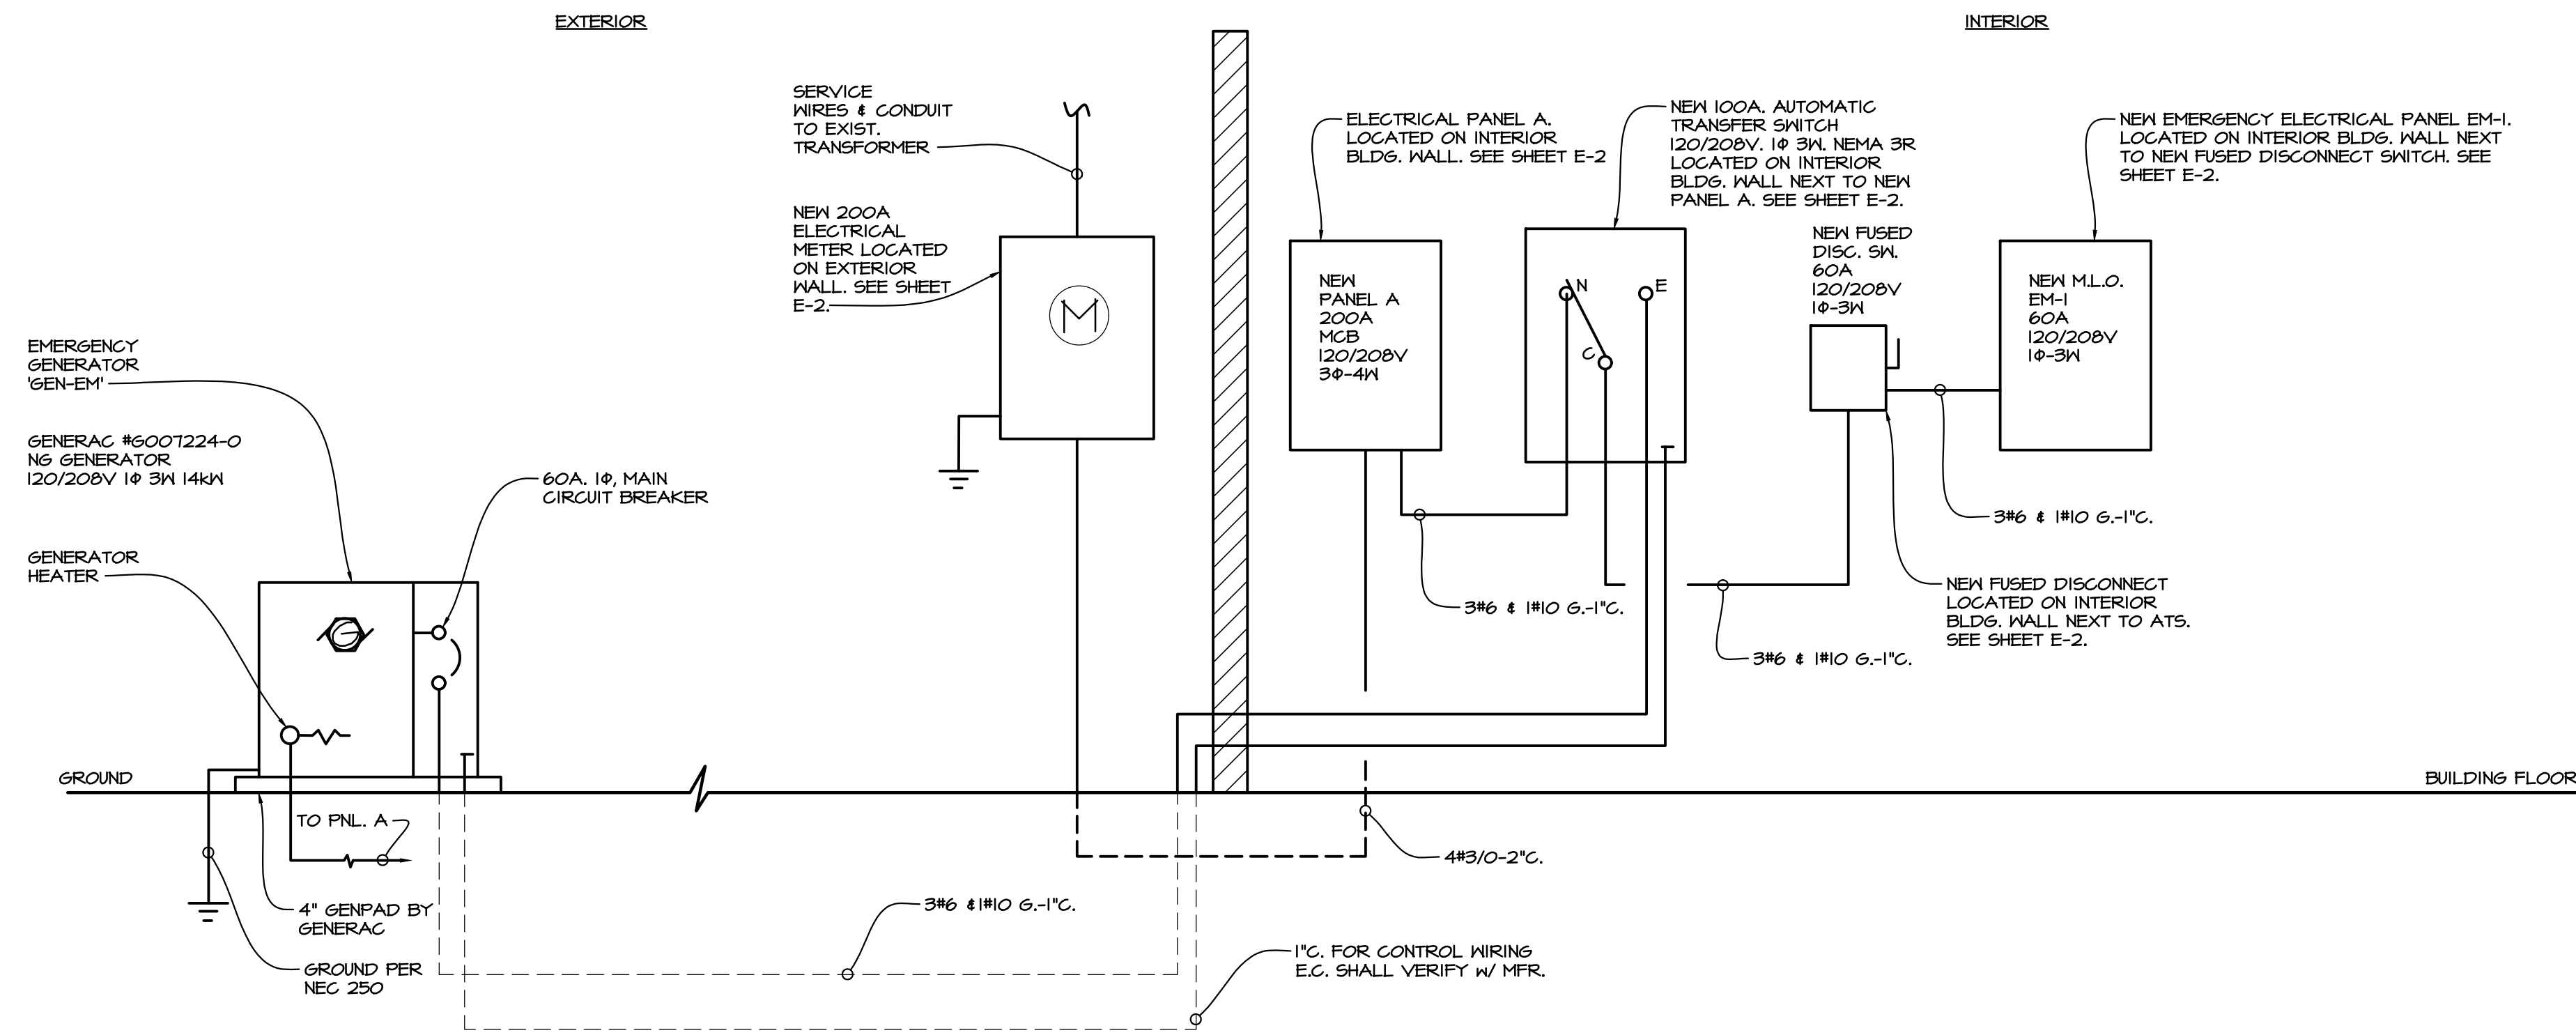 EXTERIOR
INTERIOR
SERVICE
WIRES & CONDUIT
TO EXIST.
TRANSFORMER
NEW 200A
ELECTRICAL
METER LOCATED
ON EXTERIOR
WALL. SEE SHEET
E-2.
M
EMERGENCY
GENERATOR
'GEN-EM'
GENERAC #G007224-0
NG GENERATOR
120/208V 1Φ 3W 14kW
GENERATOR
HEATER
60A. 1Φ, MAIN
CIRCUIT BREAKER
G
GROUND
TO PNL. A
4" GENPAD BY
GENERAC
GROUND PER
NEC 250
3#6 &1#10 G.-1"C.
ELECTRICAL PANEL A.
LOCATED ON INTERIOR
BLDG. WALL. SEE SHEET E-2
NEW
PANEL A
200A
MCB
120/208V
3Φ-4W
NEW 100A. AUTOMATIC
TRANSFER SWITCH
120/208V. 1Φ 3W. NEMA 3R
LOCATED ON INTERIOR
BLDG. WALL NEXT TO NEW
PANEL A. SEE SHEET E-2.
N
E
C
NEW FUSED
DISC. SW.
60A
120/208V
1Φ-3W
NEW EMERGENCY ELECTRICAL PANEL EM-1.
LOCATED ON INTERIOR BLDG. WALL NEXT
TO NEW FUSED DISCONNECT SWITCH. SEE
SHEET E-2.
NEW M.L.O.
EM-1
60A
120/208V
1Φ-3W
3#6 & 1#10 G.-1"C.
3#6 & 1#10 G.-1"C.
3#6 & 1#10 G.-1"C.
NEW FUSED DISCONNECT
LOCATED ON INTERIOR
BLDG. WALL NEXT TO ATS.
SEE SHEET E-2.
BUILDING FLOOR
4#3/0-2"C.
1"C. FOR CONTROL WIRING
E.C. SHALL VERIFY w/ MFR.